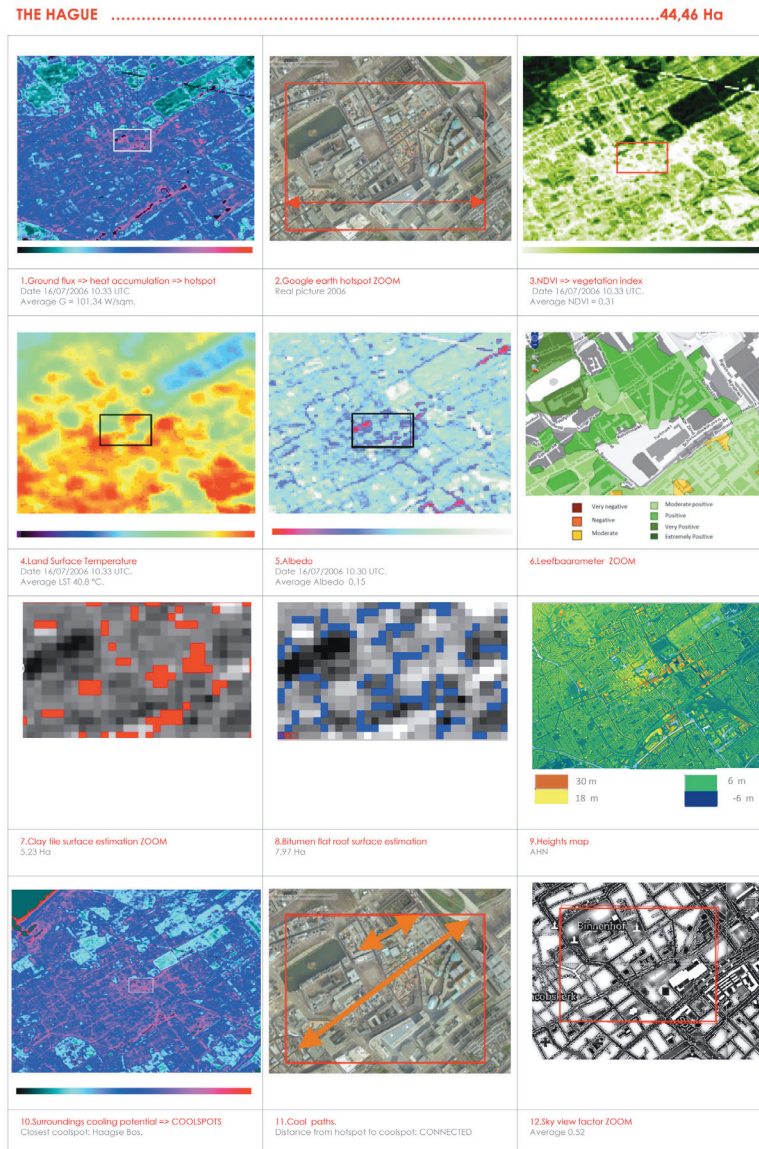 THE HAGUE ........................................................................44,46 Ha
1.Ground flux => heat accumulation => hotspot
Date 16/07/2006 10.33 UTC
Average G = 101,34 W/sqm.
2.Google earth hotspot ZOOM
Real picture 2006
3.NDVI => vegetation index
Date 16/07/2006 10.33 UTC.
Average NDVI = 0,31
Very negative
Negative
Moderate
Moderate positive
Positive
Very Positive
Extremely Positive
4.Land Surface Temperature
Date 16/07/2006 10.33 UTC.
Average LST 40,8 °C.
5.Albedo
Date 16/07/2006 10.30 UTC.
Average Albedo 0,15
6.Leefbaarometer ZOOM
30 m
18 m
6 m
-6 m
7.Clay tile surface estimation ZOOM
5,23 Ha
8.Bitumen flat roof surface estimation
7,97 Ha
9.Heights map
AHN
Binnenhof
acobskerk
10.Surroundings cooling potential => COOLSPOTS
Closest coolspot: Haagse Bos.
11.Cool paths.
Distance from hotspot to coolspot: CONNECTED
12.Sky view factor ZOOM
Average 0,52